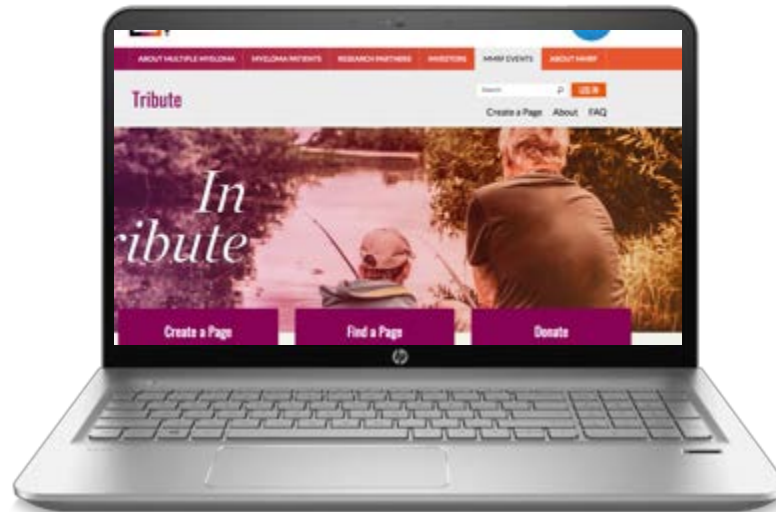 ABOUT MULTIPLE MYELOMA MYELOMA PATIENTS RESEARCH PARTNERS INVESTORS MMRF EVENTS ABOUT MMRF
Tribute
Search LOG IN
Create a Page About FAQ
In
ribute
Create a Page Find a Page Donate
hp